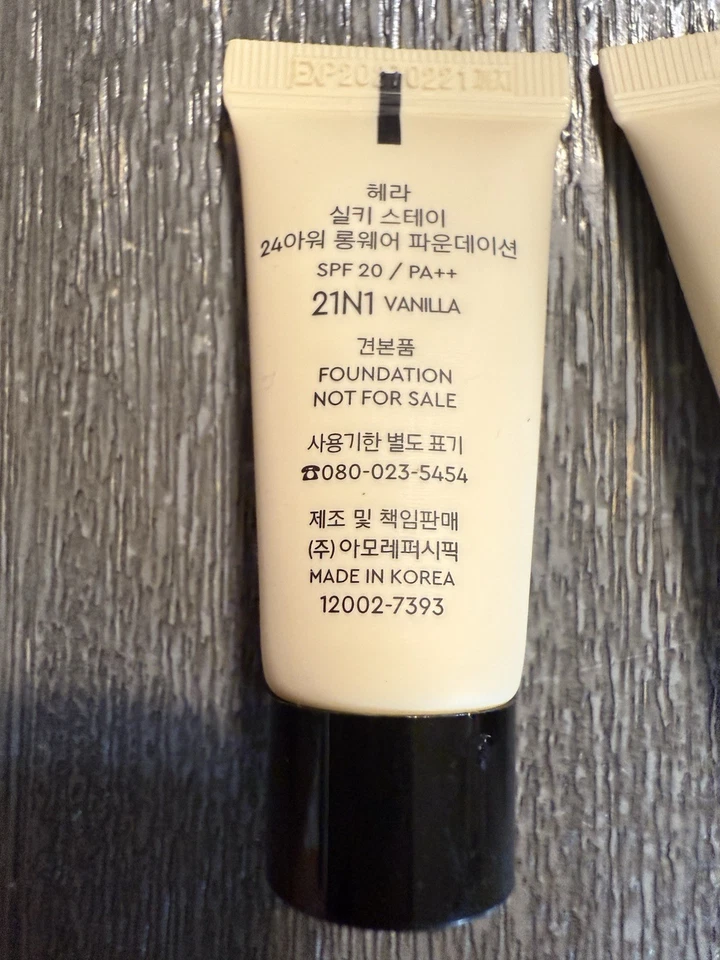 헤라
실키 스테이
24아워 롱웨어 파운데이션
SPF 20 / PA++
21N1 VANILLA
견본품
FOUNDATION
NOT FOR SALE
사용기한 별도 표기
☎080-023-5454
제조 및 책임판매
(주)아모레퍼시픽
MADE IN KOREA
12002-7393